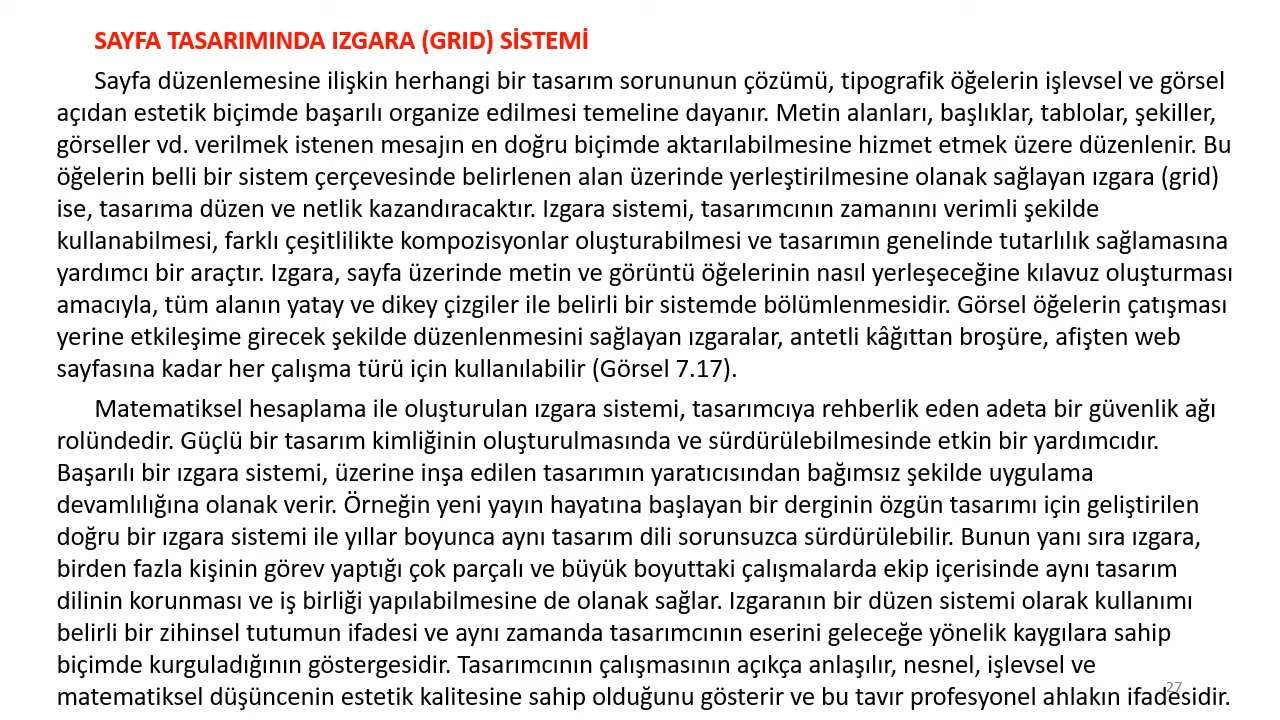 SAYFA TASARIMINDA IZGARA (GRID) SİSTEMİ
Sayfa düzenlemesine ilişkin herhangi bir tasarım sorununun çözümü, tipografik öğelerin işlevsel ve görsel
açıdan estetik biçimde başarılı organize edilmesi temeline dayanır. Metin alanları, başlıklar, tablolar, şekiller,
görseller vd. verilmek istenen mesajın en doğru biçimde aktarılabilmesine hizmet etmek üzere düzenlenir. Bu
öğelerin belli bir sistem çerçevesinde belirlenen alan üzerinde yerleştirilmesine olanak sağlayan ızgara (grid)
ise, tasarıma düzen ve netlik kazandıracaktır. Izgara sistemi, tasarımcının zamanını verimli şekilde
kullanabilmesi, farklı çeşitlilikte kompozisyonlar oluşturabilmesi ve tasarımın genelinde tutarlılık sağlamasına
yardımcı bir araçtır. Izgara, sayfa üzerinde metin ve görüntü öğelerinin nasıl yerleşeceğine kılavuz oluşturması
amacıyla, tüm alanın yatay ve dikey çizgiler ile belirli bir sistemde bölümlenmesidir. Görsel öğelerin çatışması
yerine etkileşime girecek şekilde düzenlenmesini sağlayan ızgaralar, antetli kâğıttan broşüre, afişten web
sayfasına kadar her çalışma türü için kullanılabilir (Görsel 7.17).
Matematiksel hesaplama ile oluşturulan ızgara sistemi, tasarımcıya rehberlik eden adeta bir güvenlik ağı
rolündedir. Güçlü bir tasarım kimliğinin oluşturulmasında ve sürdürülebilmesinde etkin bir yardımcıdır.
Başarılı bir ızgara sistemi, üzerine inşa edilen tasarımın yaratıcısından bağımsız şekilde uygulama
devamlılığına olanak verir. Örneğin yeni yayın hayatına başlayan bir derginin özgün tasarımı için geliştirilen
doğru bir ızgara sistemi ile yıllar boyunca aynı tasarım dili sorunsuzca sürdürülebilir. Bunun yanı sıra ızgara,
birden fazla kişinin görev yaptığı çok parçalı ve büyük boyuttaki çalışmalarda ekip içerisinde aynı tasarım
dilinin korunması ve iş birliği yapılabilmesine de olanak sağlar. Izgaranın bir düzen sistemi olarak kullanımı
belirli bir zihinsel tutumun ifadesi ve aynı zamanda tasarımcının eserini geleceğe yönelik kaygılara sahip
biçimde kurguladığının göstergesidir. Tasarımcının çalışmasının açıkça anlaşılır, nesnel, işlevsel ve
matematiksel düşüncenin estetik kalitesine sahip olduğunu gösterir ve bu tavır profesyonel ahlakın ifadesidir.
27